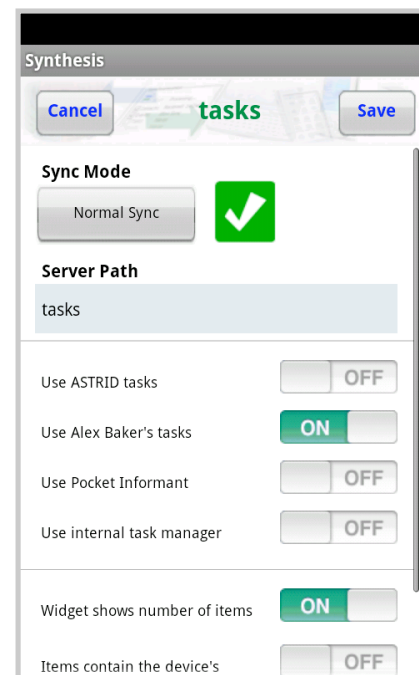 Synthesis
Cancel tasks Save
Sync Mode
Normal Sync
Server Path
tasks
Use ASTRID tasks OFF
Use Alex Baker's tasks ON
Use Pocket Informant OFF
Use internal task manager OFF
Widget shows number of items ON
Items contain the device's OFF